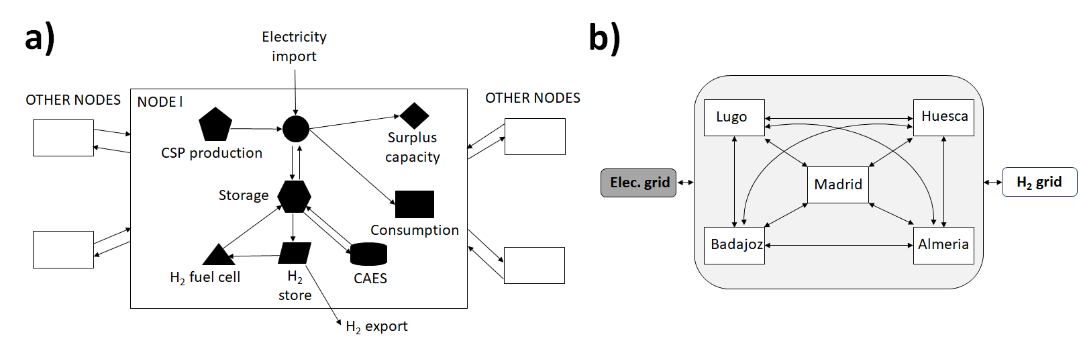 a)
Electricity
import
OTHER NODES
NODE I
OTHER NODES
CSP production
Surplus
capacity
Storage
Consumption
H₂ fuel cell
H₂
store
CAES
H₂ export
b)
Lugo
Huesca
Elec. grid
Madrid
H₂ grid
Badajoz
Almeria